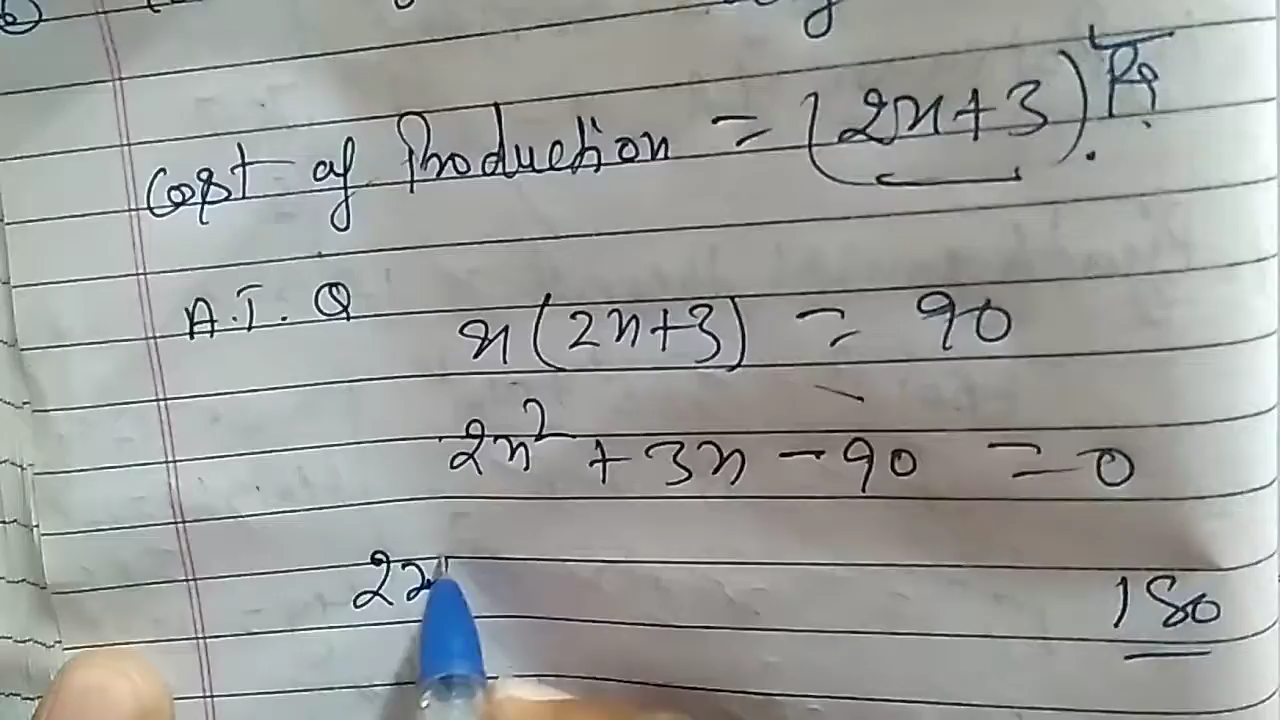 Cost of Production = (2x+3) Rs.
A.T.Q x(2x+3) = 90
2x² + 3x - 90 = 0
2x
180